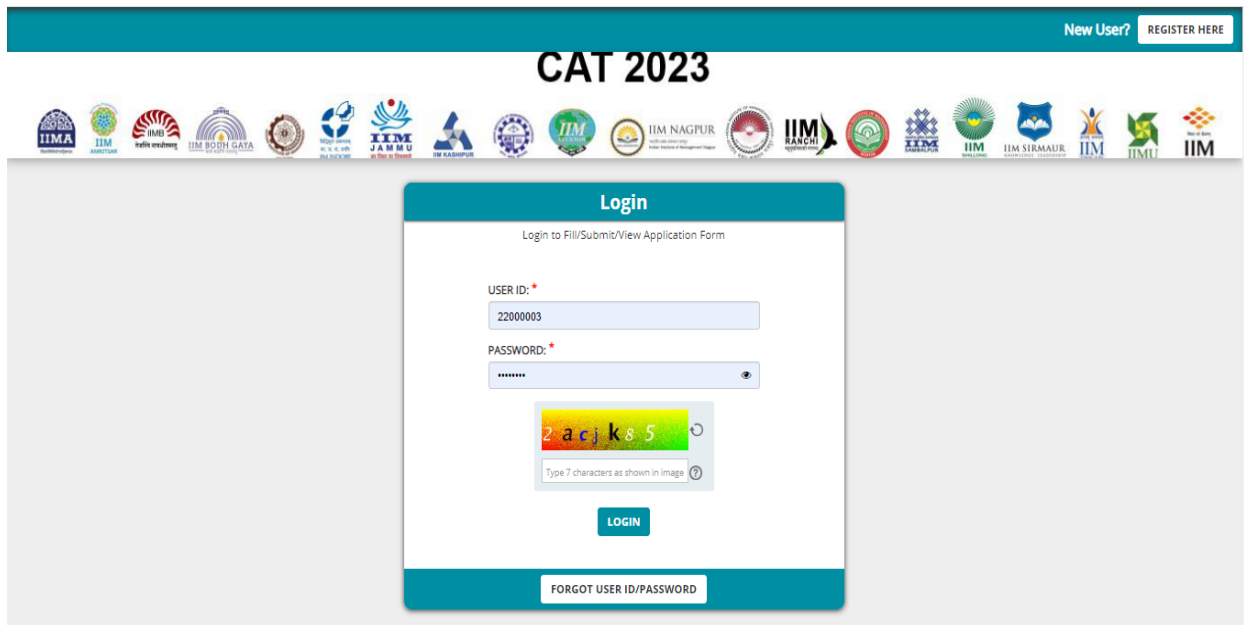 New User? REGISTER HERE
CAT 2023
IIMA IIM AMRITSAR IIMB IIM BODH GAYA IIM JAMMU IIM KASHIPUR IIM LUCKNOW IIM NAGPUR IIM RANCHI IIM SAMBALPUR IIM SHILLONG IIM SIRMAUR IIM IIMU IIM
Login
Login to Fill/Submit/View Application Form
USER ID: *
22000003
PASSWORD: *
••••••••
2 a c j k 8 5
Type 7 characters as shown in image
LOGIN
FORGOT USER ID/PASSWORD